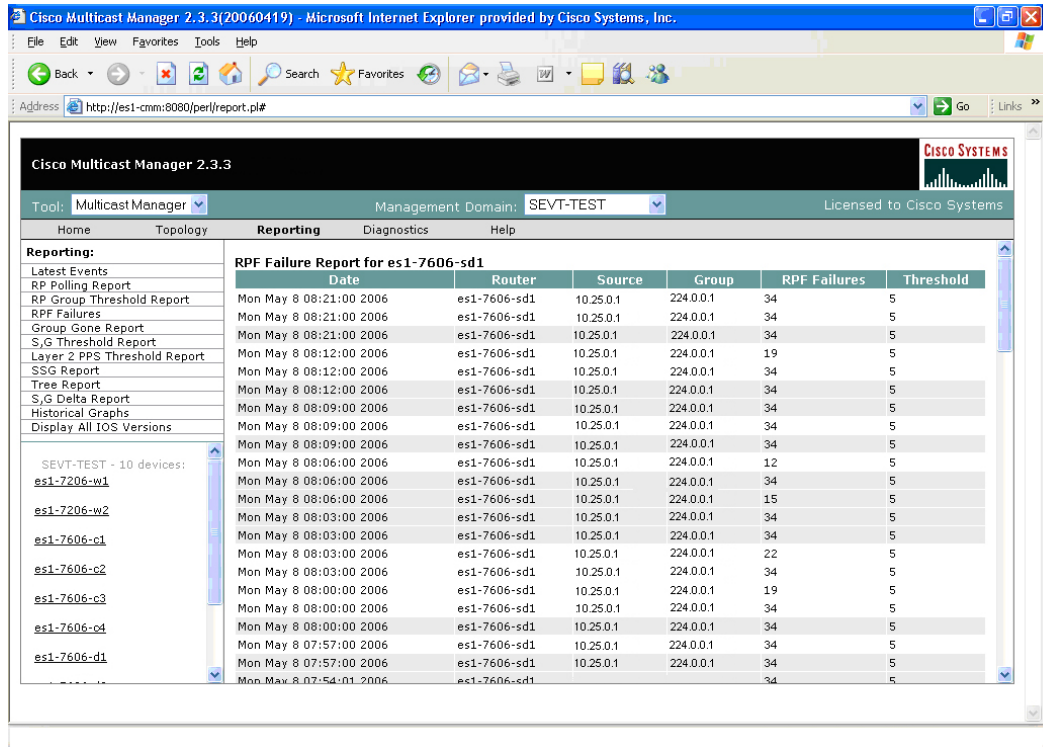 Cisco Multicast Manager 2.3.3(20060419) - Microsoft Internet Explorer provided by Cisco Systems, Inc.
File Edit View Favorites Tools Help
Back Search Favorites
Address http://es1-cmm:8080/perl/report.pl# Go Links »
Cisco Multicast Manager 2.3.3
CISCO SYSTEMS
Tool: Multicast Manager Management Domain: SEVT-TEST Licensed to Cisco Systems
Home Topology Reporting Diagnostics Help
Reporting:
Latest Events
RP Polling Report
RP Group Threshold Report
RPF Failures
Group Gone Report
S,G Threshold Report
Layer 2 PPS Threshold Report
SSG Report
Tree Report
S,G Delta Report
Historical Graphs
Display All IOS Versions
SEVT-TEST - 10 devices:
es1-7206-w1
es1-7206-w2
es1-7606-c1
es1-7606-c2
es1-7606-c3
es1-7606-c4
es1-7606-d1
RPF Failure Report for es1-7606-sd1
Date Router Source Group RPF Failures Threshold
Mon May 8 08:21:00 2006 es1-7606-sd1 10.25.0.1 224.0.0.1 34 5
Mon May 8 08:21:00 2006 es1-7606-sd1 10.25.0.1 224.0.0.1 34 5
Mon May 8 08:21:00 2006 es1-7606-sd1 10.25.0.1 224.0.0.1 34 5
Mon May 8 08:12:00 2006 es1-7606-sd1 10.25.0.1 224.0.0.1 19 5
Mon May 8 08:12:00 2006 es1-7606-sd1 10.25.0.1 224.0.0.1 34 5
Mon May 8 08:12:00 2006 es1-7606-sd1 10.25.0.1 224.0.0.1 34 5
Mon May 8 08:09:00 2006 es1-7606-sd1 10.25.0.1 224.0.0.1 34 5
Mon May 8 08:09:00 2006 es1-7606-sd1 10.25.0.1 224.0.0.1 34 5
Mon May 8 08:09:00 2006 es1-7606-sd1 10.25.0.1 224.0.0.1 34 5
Mon May 8 08:06:00 2006 es1-7606-sd1 10.25.0.1 224.0.0.1 12 5
Mon May 8 08:06:00 2006 es1-7606-sd1 10.25.0.1 224.0.0.1 34 5
Mon May 8 08:06:00 2006 es1-7606-sd1 10.25.0.1 224.0.0.1 15 5
Mon May 8 08:03:00 2006 es1-7606-sd1 10.25.0.1 224.0.0.1 34 5
Mon May 8 08:03:00 2006 es1-7606-sd1 10.25.0.1 224.0.0.1 34 5
Mon May 8 08:03:00 2006 es1-7606-sd1 10.25.0.1 224.0.0.1 22 5
Mon May 8 08:03:00 2006 es1-7606-sd1 10.25.0.1 224.0.0.1 34 5
Mon May 8 08:00:00 2006 es1-7606-sd1 10.25.0.1 224.0.0.1 19 5
Mon May 8 08:00:00 2006 es1-7606-sd1 10.25.0.1 224.0.0.1 34 5
Mon May 8 08:00:00 2006 es1-7606-sd1 10.25.0.1 224.0.0.1 34 5
Mon May 8 07:57:00 2006 es1-7606-sd1 10.25.0.1 224.0.0.1 34 5
Mon May 8 07:57:00 2006 es1-7606-sd1 10.25.0.1 224.0.0.1 34 5
Mon May 8 07:54:01 2006 es1-7606-sd1 34 5